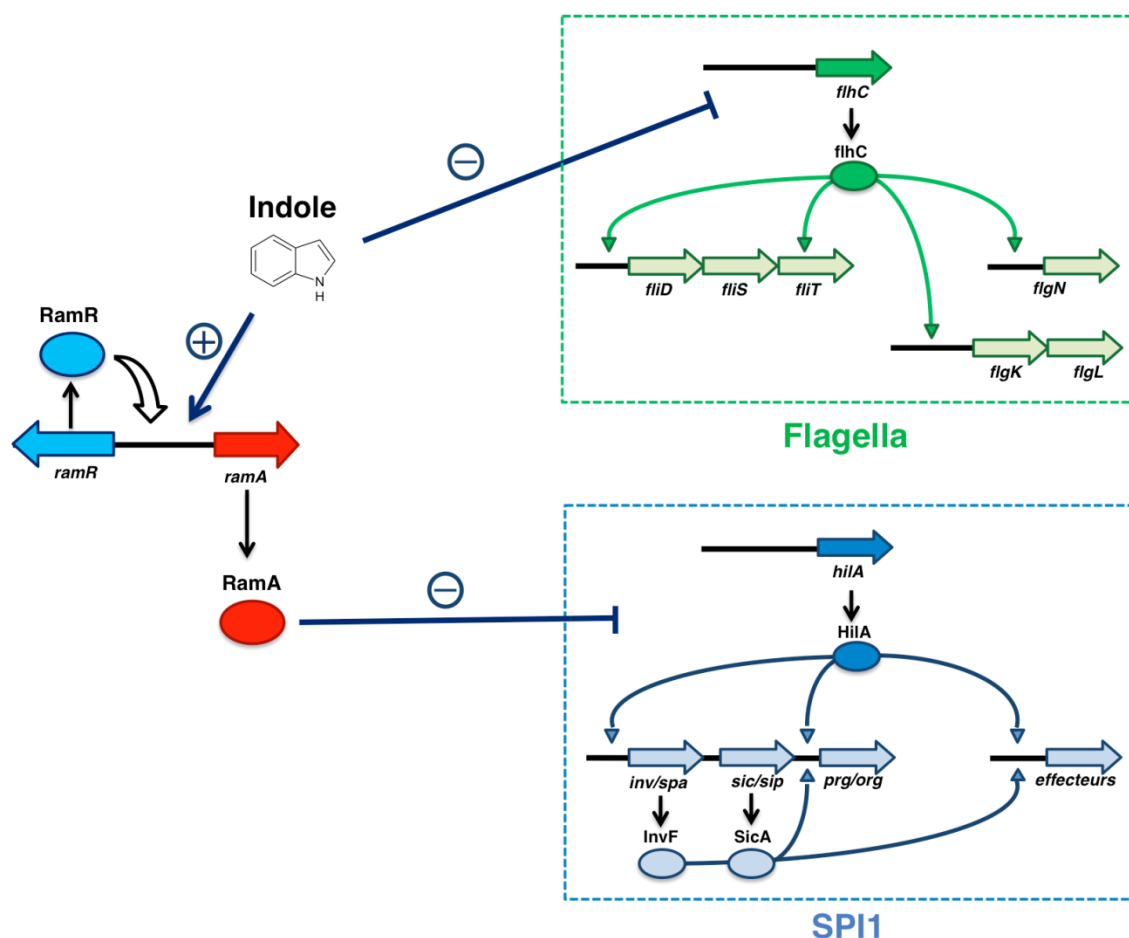 flhC
flhC
−
Indole
N
H
fliD fliS fliT
flgN
RamR
+
flgK flgL
Flagella
ramR
ramA
hilA
RamA
−
HilA
inv/spa sic/sip prg/org
effecteurs
InvF SicA
SPI1